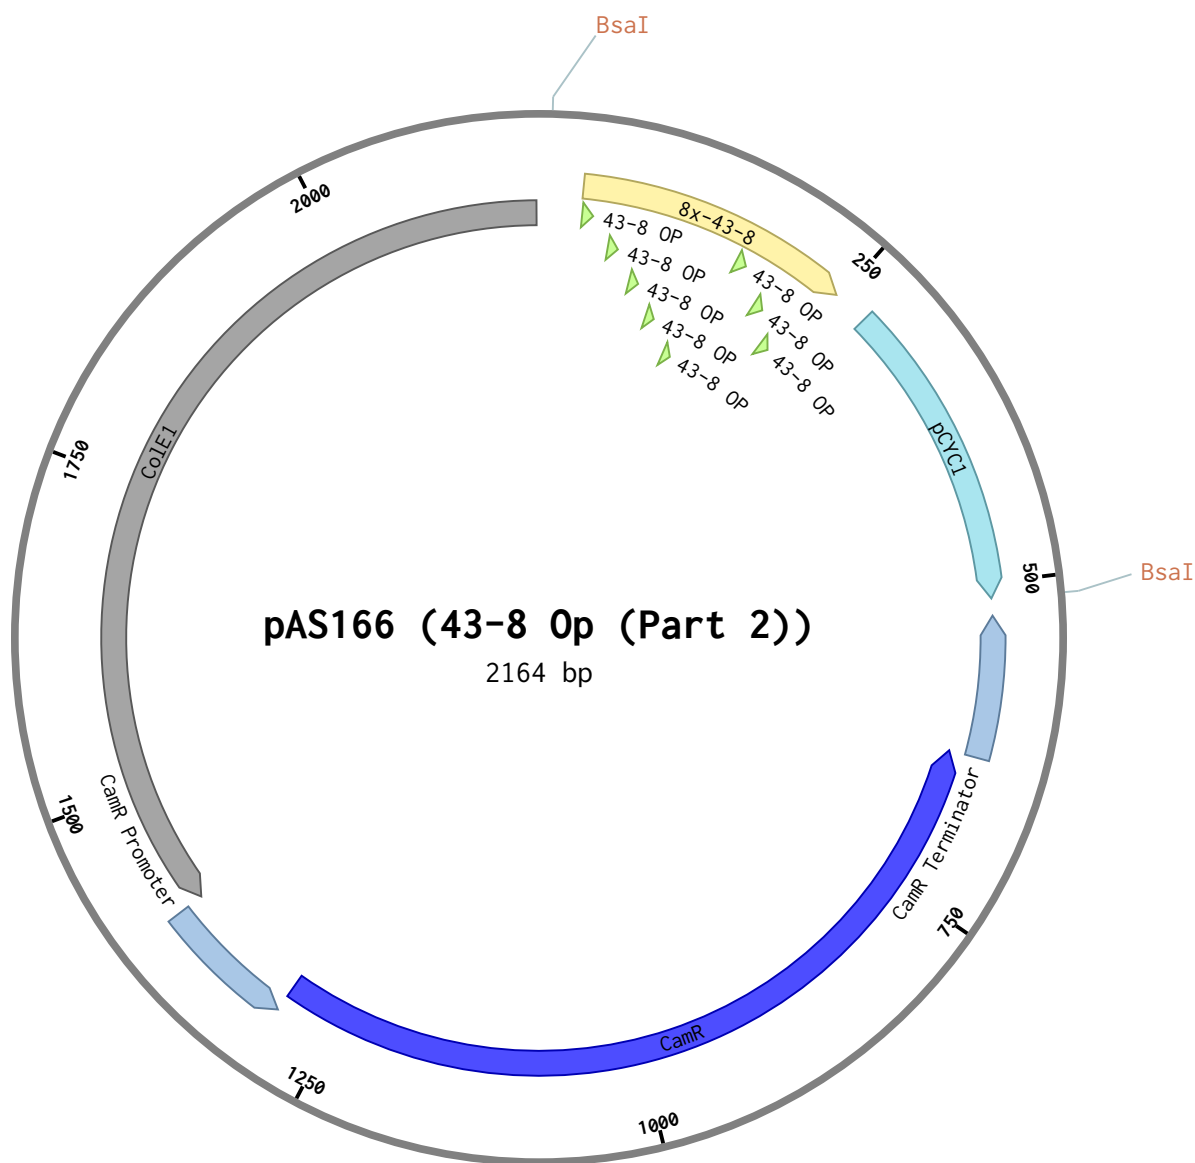 BsaI
2000
8x-43-8
43-8 OP
43-8 OP
43-8 OP
43-8 OP
43-8 OP
43-8 OP
43-8 OP
43-8 OP
250
pCYC1
ColE1
1750
500
BsaI
pAS166 (43-8 Op (Part 2))
2164 bp
CamR Promoter
1500
CamR Terminator
750
CamR
1250
1000